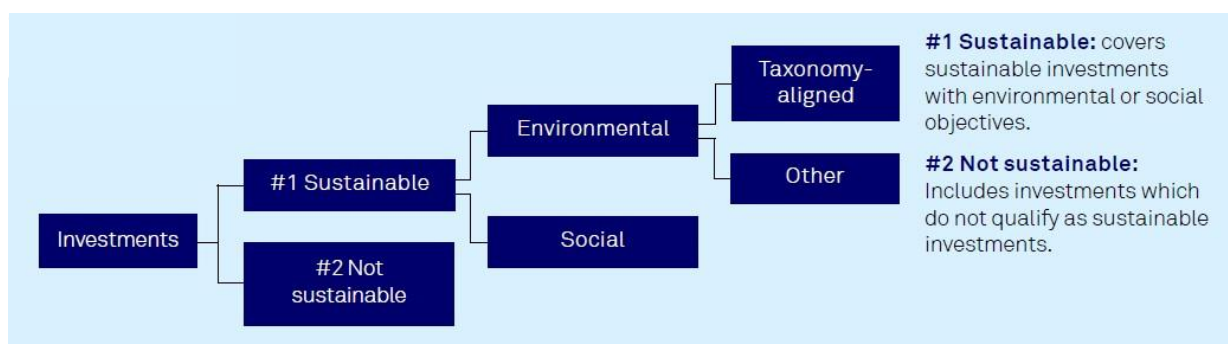 Investments
#1 Sustainable
#2 Not
sustainable
Environmental
Social
Taxonomy-
aligned
Other
#1 Sustainable: covers
sustainable investments
with environmental or social
objectives.
#2 Not sustainable:
Includes investments which
do not qualify as sustainable
investments.